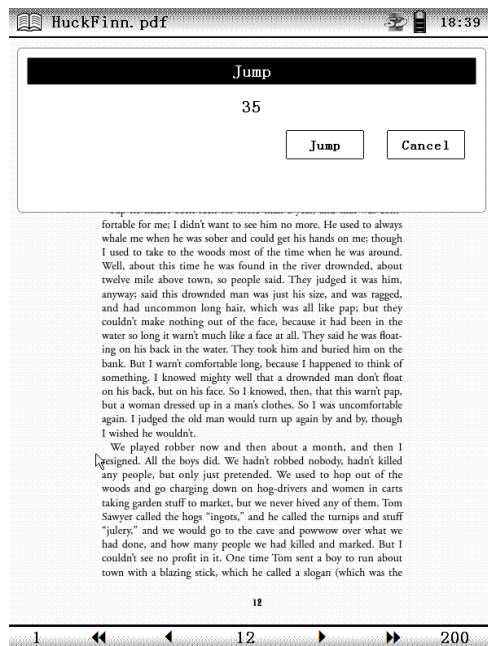 HuckFinn.pdf 18:39
Jump
35
Jump Cancel
fortable for me; I didn't want to see him no more. He used to always
whale me when he was sober and could get his hands on me; though
I used to take to the woods most of the time when he was around.
Well, about this time he was found in the river drownded, about
twelve mile above town, so people said. They judged it was him,
anyway; said this drownded man was just his size, and was ragged,
and had uncommon long hair, which was all like pap; but they
couldn't make nothing out of the face, because it had been in the
water so long it warn't much like a face at all. They said he was float-
ing on his back in the water. They took him and buried him on the
bank. But I warn't comfortable long, because I happened to think of
something. I knowed mighty well that a drownded man don't float
on his back, but on his face. So I knowed, then, that this warn't pap,
but a woman dressed up in a man's clothes. So I was uncomfortable
again. I judged the old man would turn up again by and by, though
I wished he wouldn't.
We played robber now and then about a month, and then I
resigned. All the boys did. We hadn't robbed nobody, hadn't killed
any people, but only just pretended. We used to hop out of the
woods and go charging down on hog-drivers and women in carts
taking garden stuff to market, but we never hived any of them. Tom
Sawyer called the hogs “ingots,” and he called the turnips and stuff
“julery,” and we would go to the cave and powwow over what we
had done, and how many people we had killed and marked. But I
couldn't see no profit in it. One time Tom sent a boy to run about
town with a blazing stick, which he called a slogan (which was the
12
1 12 200